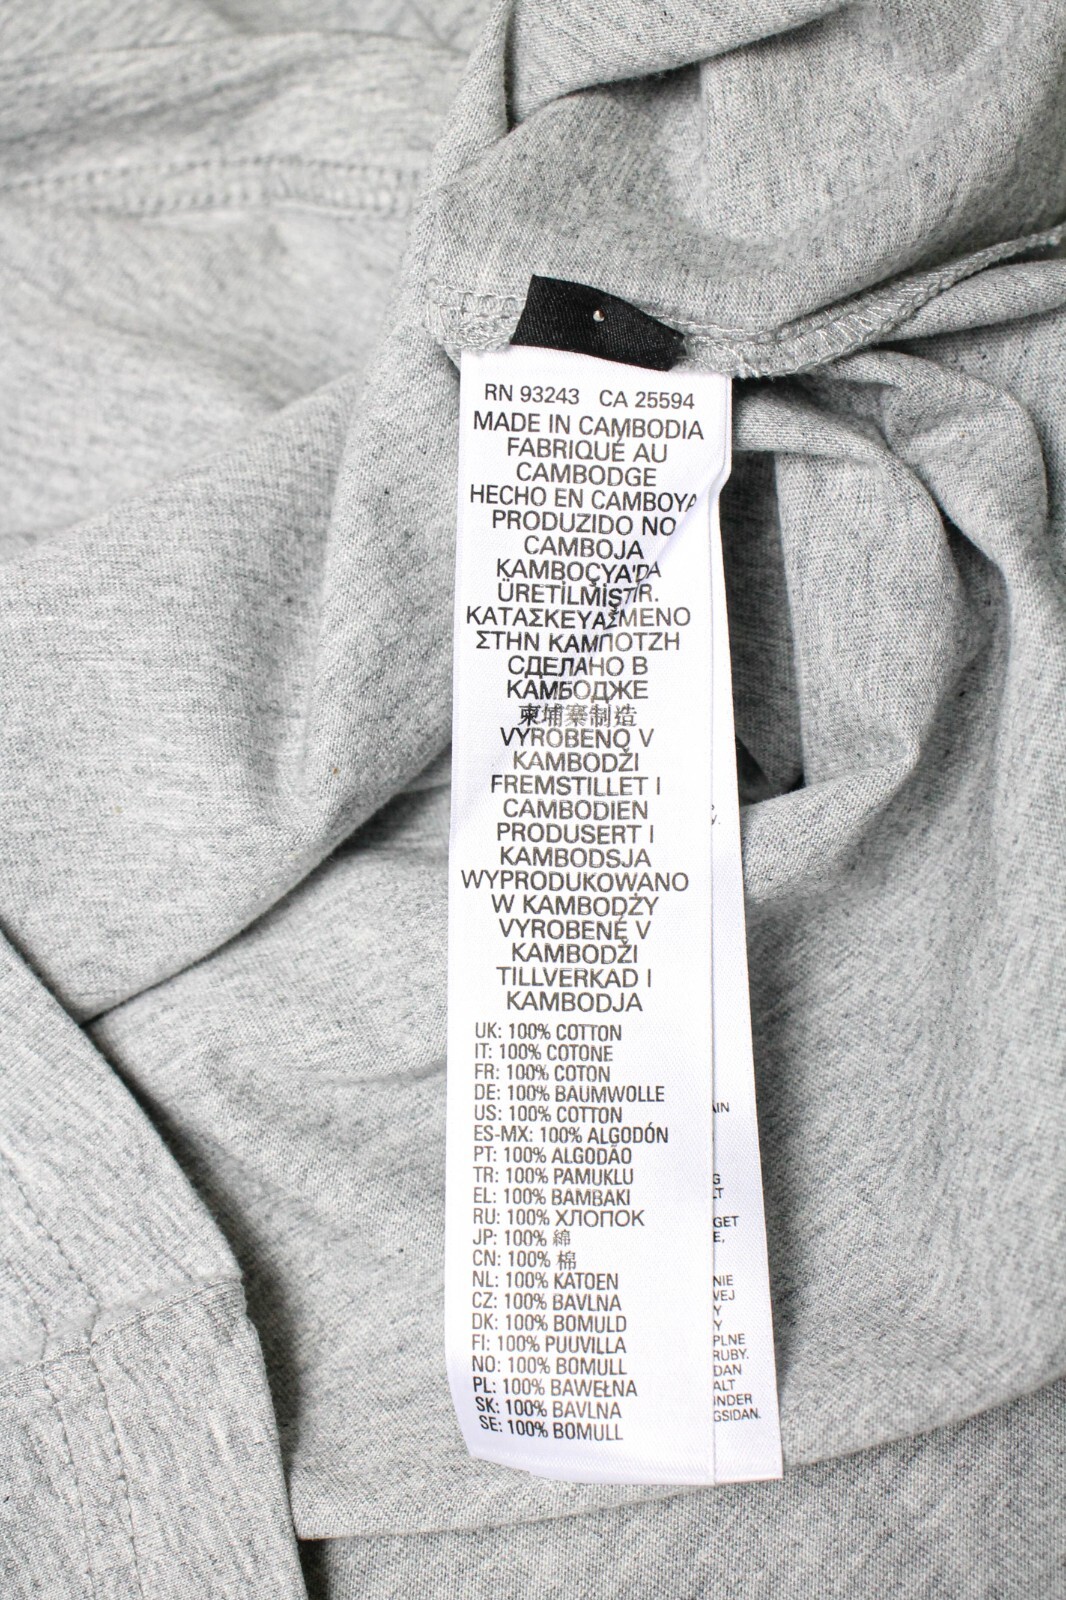 RN 93243 CA 25594
MADE IN CAMBODIA
FABRIQUÉ AU
CAMBODGE
HECHO EN CAMBOYA
PRODUZIDO NO
CAMBOJA
KAMBOÇYA'DA
ÜRETİLMİŞTİR.
ΚΑΤΑΣΚΕΥΑΣΜΕΝΟ
ΣΤΗΝ ΚΑΜΠΟΤΖΗ
СДЕЛАНО В
КАМБОДЖЕ
柬埔寨制造
VYROBENO V
KAMBODŽI
FREMSTILLET I
CAMBODIEN
PRODUSERT I
KAMBODSJA
WYPRODUKOWANO
W KAMBODŻY
VYROBENÉ V
KAMBODŽI
TILLVERKAD I
KAMBODJA
UK: 100% COTTON
IT: 100% COTONE
FR: 100% COTON
DE: 100% BAUMWOLLE
US: 100% COTTON
ES-MX: 100% ALGODÓN
PT: 100% ALGODÃO
TR: 100% PAMUKLU
EL: 100% ΒΑΜΒΑΚΙ
RU: 100% ХЛОПОК
JP: 100% 綿
CN: 100% 棉
NL: 100% KATOEN
CZ: 100% BAVLNA
DK: 100% BOMULD
FI: 100% PUUVILLA
NO: 100% BOMULL
PL: 100% BAWEŁNA
SK: 100% BAVLNA
SE: 100% BOMULL